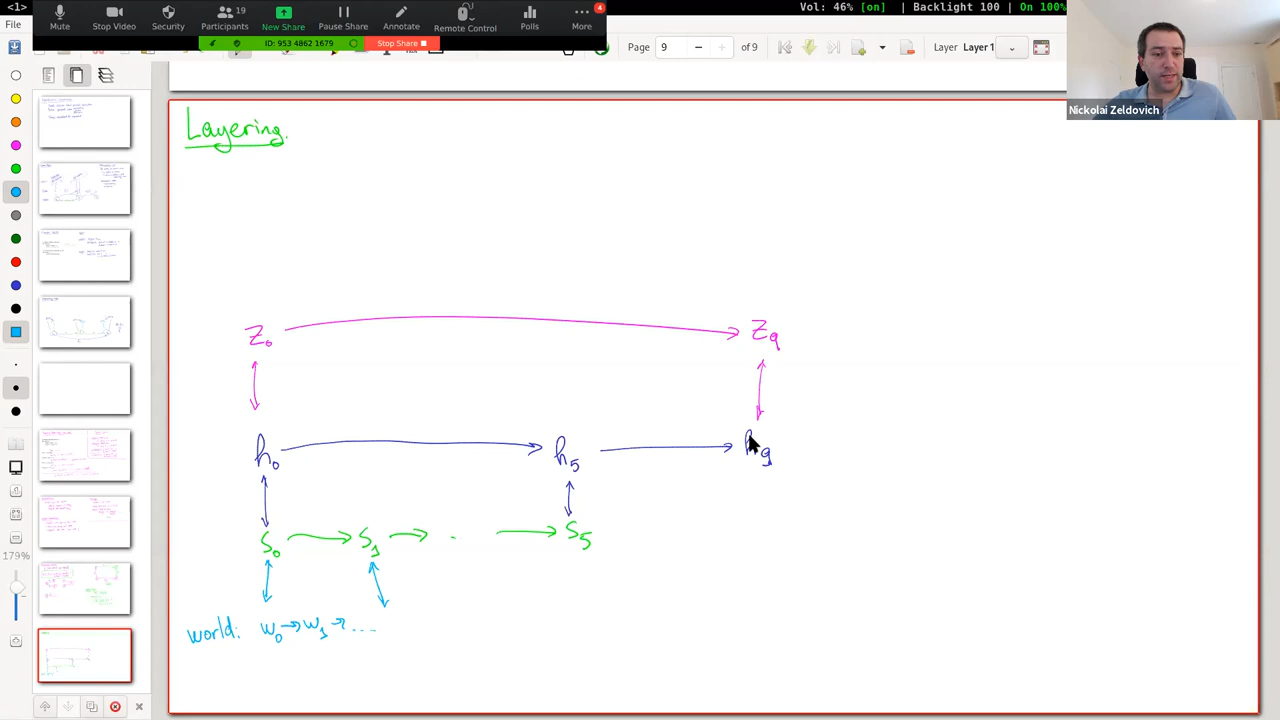 Vol: 46% [on] | Backlight 100 | On 100%
Mute Stop Video Security Participants 19 New Share Pause Share Annotate Remote Control Polls More 4
ID: 953 4862 1679 Stop Share
File
Page 9 of 9 Layer Layer 1
Nickolai Zeldovich
Layering.
z₀ z₉
h₀ h₅ h₉
s₀ s₁ . s₅
world: w₀ → w₁ → ...
179%